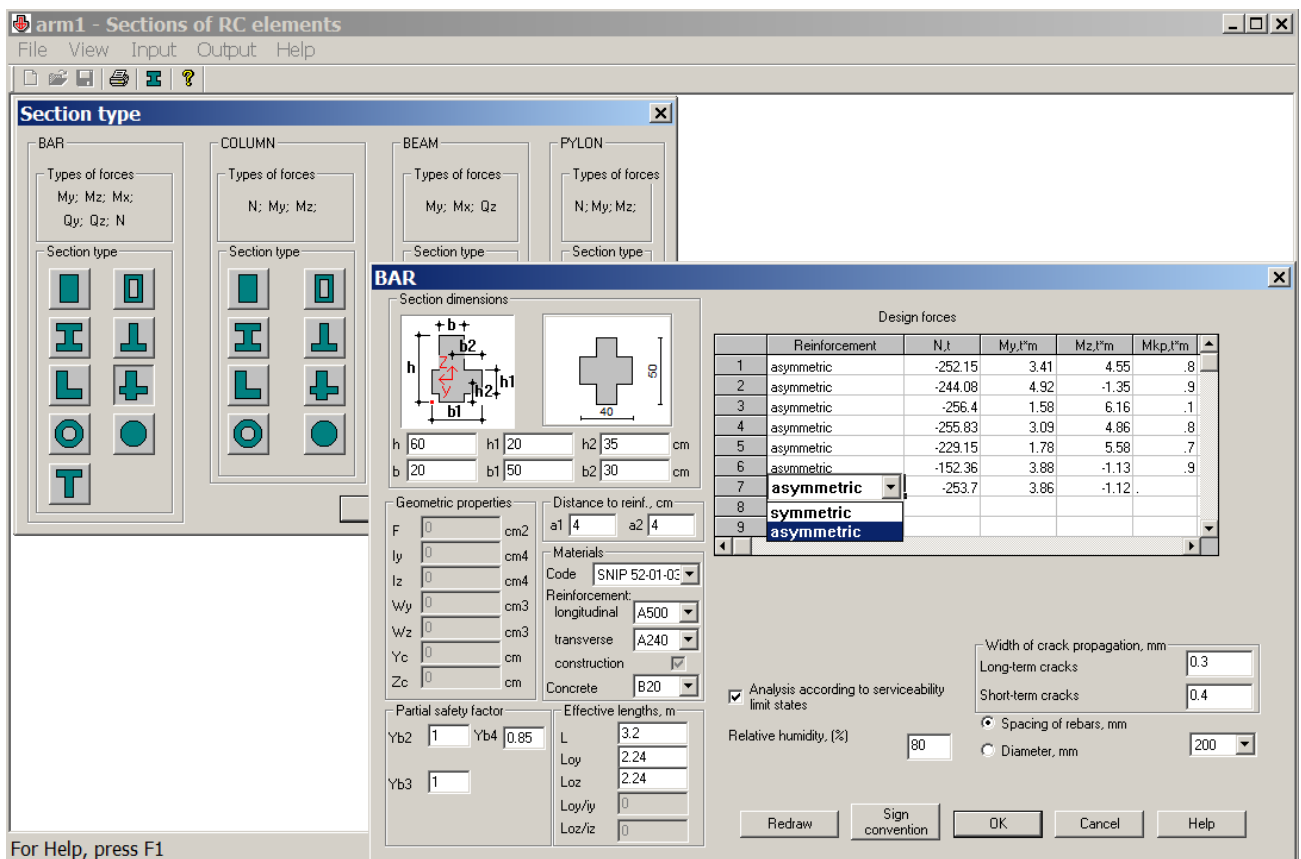 arm1 - Sections of RC elements
File View Input Output Help
Section type
BAR
Types of forces
My; Mz; Mx;
Qy; Qz; N
Section type
COLUMN
Types of forces
N; My; Mz;
Section type
BEAM
Types of forces
My; Mx; Qz
Section type
PYLON
Types of forces
N; My; Mz;
Section type
BAR
Section dimensions
b
b2
h
Z
Y
h2
h1
b1
50
40
h 60 h1 20 h2 35 cm
b 20 b1 50 b2 30 cm
Geometric properties
F 0 cm2
Iy 0 cm4
Iz 0 cm4
Wy 0 cm3
Wz 0 cm3
Yc 0 cm
Zc 0 cm
Distance to reinf., cm
a1 4 a2 4
Materials
Code SNIP 52-01-03
Reinforcement:
longitudinal A500
transverse A240
construction
Concrete B20
Partial safety factor
Yb2 1 Yb4 0.85
Yb3 1
Effective lengths, m
L 3.2
Loy 2.24
Loz 2.24
Loy/iy 0
Loz/iz 0
Design forces
Reinforcement N,t My,t*m Mz,t*m Mkp,t*m
1 asymmetric -252.15 3.41 4.55 .8
2 asymmetric -244.08 4.92 -1.35 .9
3 asymmetric -256.4 1.58 6.16 .1
4 asymmetric -255.83 3.09 4.86 .8
5 asymmetric -229.15 1.78 5.58 .7
6 asymmetric -152.36 3.88 -1.13 .9
7 asymmetric -253.7 3.86 -1.12 .
8 symmetric
9 asymmetric
Width of crack propagation, mm
Long-term cracks 0.3
Short-term cracks 0.4
Analysis according to serviceability
limit states
Relative humidity, (%) 80
Spacing of rebars, mm
Diameter, mm
200
Redraw
Sign
convention
OK
Cancel
Help
For Help, press F1